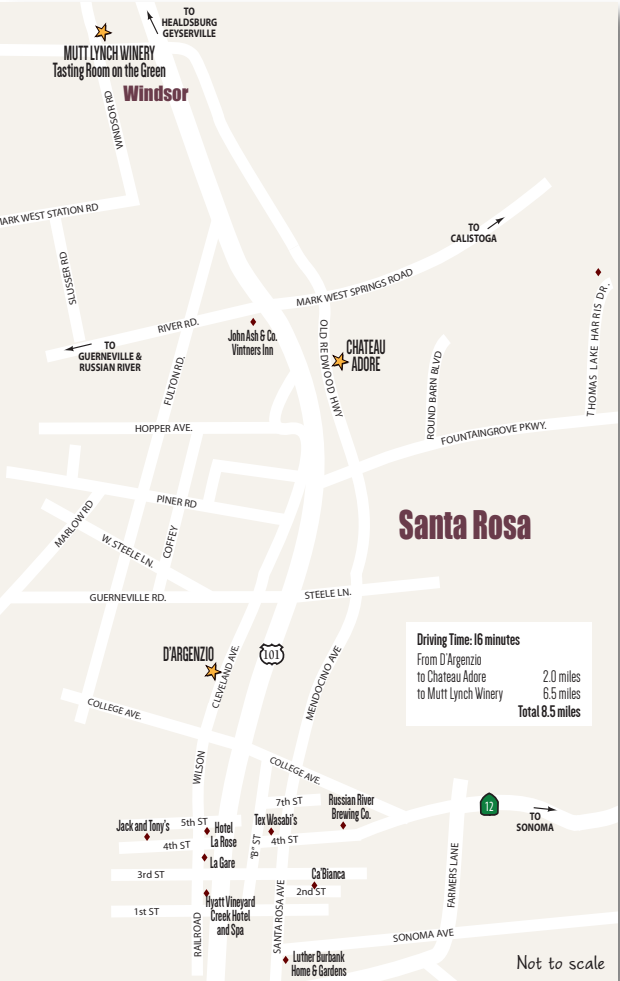 TO
HEALDSBURG
GEYSERVILLE
MUTT LYNCH WINERY
Tasting Room on the Green
Windsor
WINDSOR RD
MARK WEST STATION RD
SLUSSER RD
TO
CALISTOGA
MARK WEST SPRINGS ROAD
RIVER RD.
TO
GUERNEVILLE &
RUSSIAN RIVER
John Ash & Co.
Vintners Inn
OLD REDWOOD HWY
CHATEAU
ADORE
FULTON RD.
ROUND BARN BLVD
THOMAS LAKE HARRIS DR.
HOPPER AVE.
FOUNTAINGROVE PKWY.
PINER RD
MARLOW RD
W. STEELE LN.
COFFEY
Santa Rosa
GUERNEVILLE RD.
STEELE LN.
D'ARGENZIO
CLEVELAND AVE.
101
MENDOCINO AVE
Driving Time: 16 minutes
From D'Argenzio
to Chateau Adore 2.0 miles
to Mutt Lynch Winery 6.5 miles
Total 8.5 miles
COLLEGE AVE.
WILSON
COLLEGE AVE.
7th ST
Russian River
Brewing Co.
12
TO
SONOMA
Jack and Tony's
5th ST
Hotel
La Rose
Tex Wasabi's
4th ST
4th ST
"B" ST
La Gare
3rd ST
Ca'Bianca
2nd ST
FARMERS LANE
Hyatt Vineyard
Creek Hotel
and Spa
1st ST
RAILROAD
SANTA ROSA AVE
SONOMA AVE
Luther Burbank
Home & Gardens
Not to scale